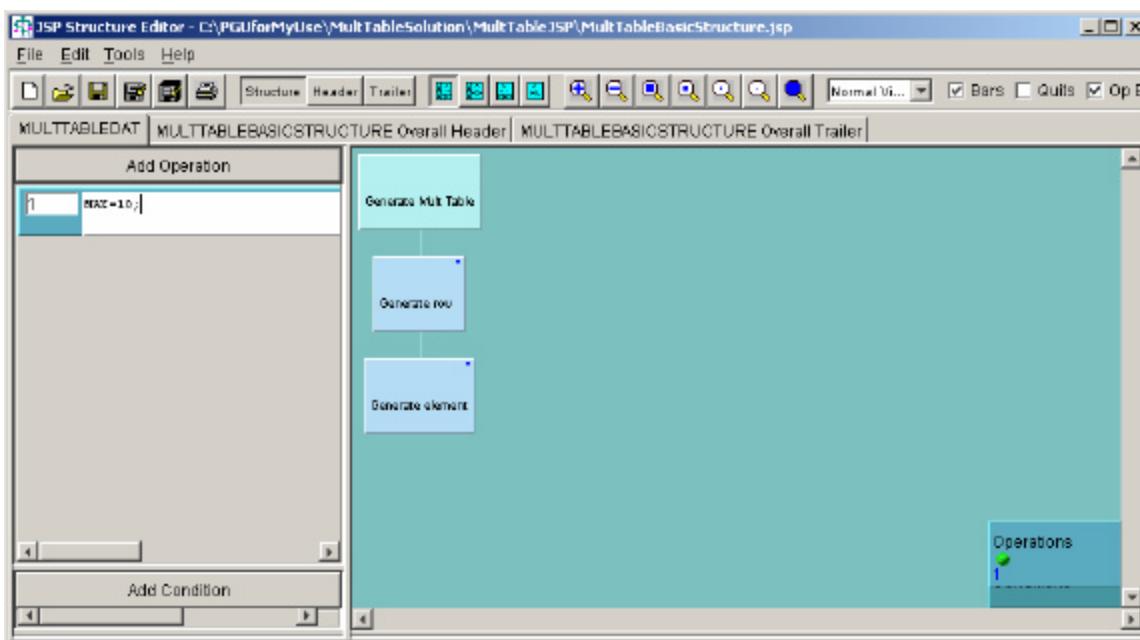 JSP Structure Editor - C:\PGUforMyUse\MultTableSolution\MultTableJSP\MultTableBasicStructure.jsp
File Edit Tools Help
Structure Header Trailer Normal Vi... Bars Quits Op E
MULTTABLEDAT MULTTABLEBASICSTRUCTURE Overall Header MULTTABLEBASICSTRUCTURE Overall Trailer
Add Operation
1 MAX=10;
Generate Mult Table
Generate row
Generate element
Operations
1
Add Condition